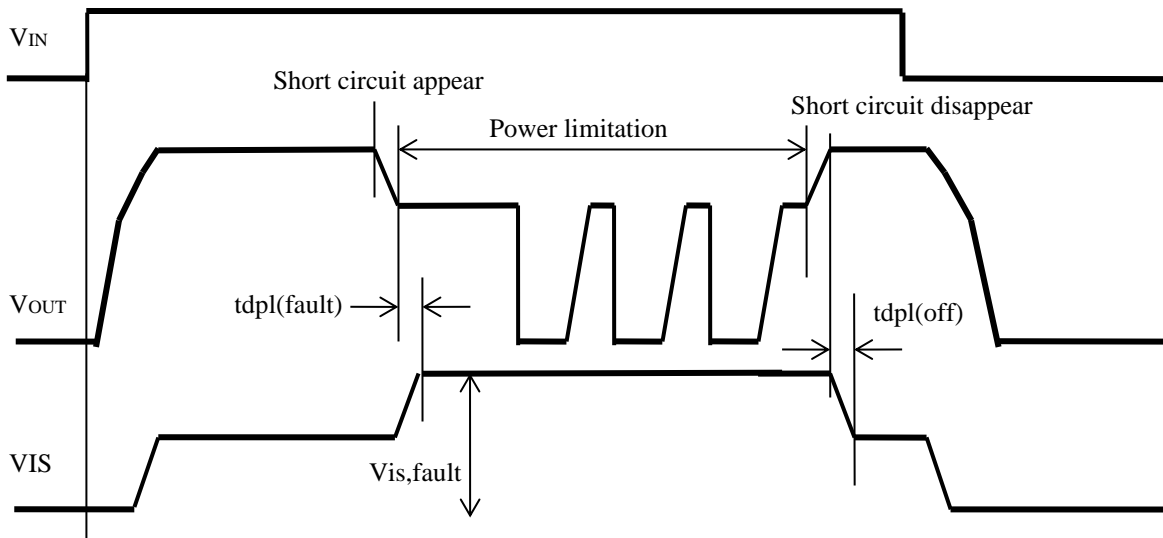 VIN
Short circuit appear
Short circuit disappear
Power limitation
tdpl(fault)
VOUT
tdpl(off)
VIS
Vis,fault